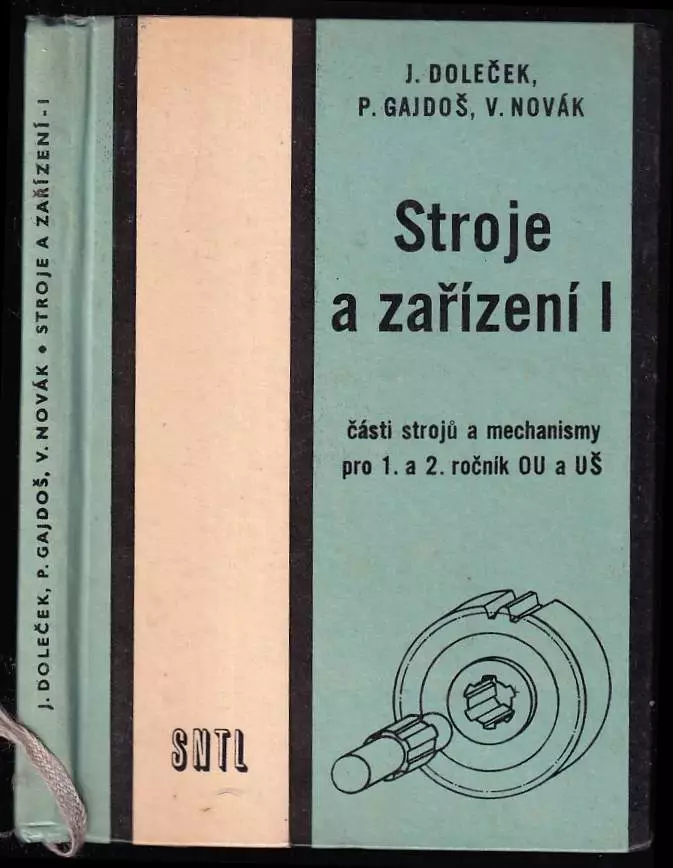 J. DOLEČEK, P. GAJDOŠ, V. NOVÁK • STROJE A ZAŘÍZENÍ - I
J. DOLEČEK,
P. GAJDOŠ, V. NOVÁK
Stroje
a zařízení I
části strojů a mechanismy
pro 1. a 2. ročník OU a UŠ
SNTL